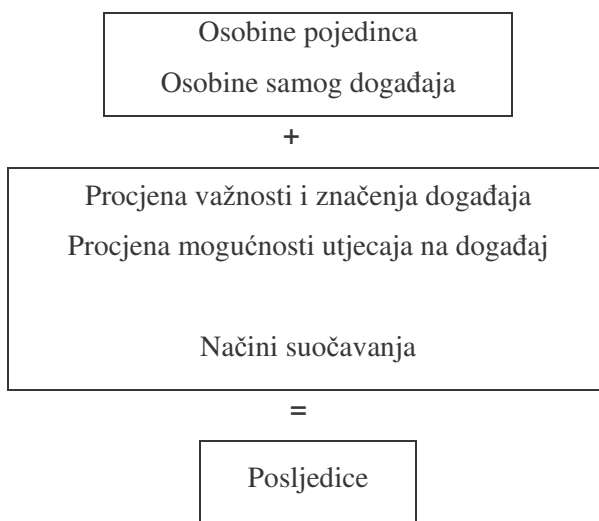 Osobine pojedinca
Osobine samog događaja
+
Procjena važnosti i značenja događaja
Procjena mogućnosti utjecaja na događaj
Načini suočavanja
=
Posljedice